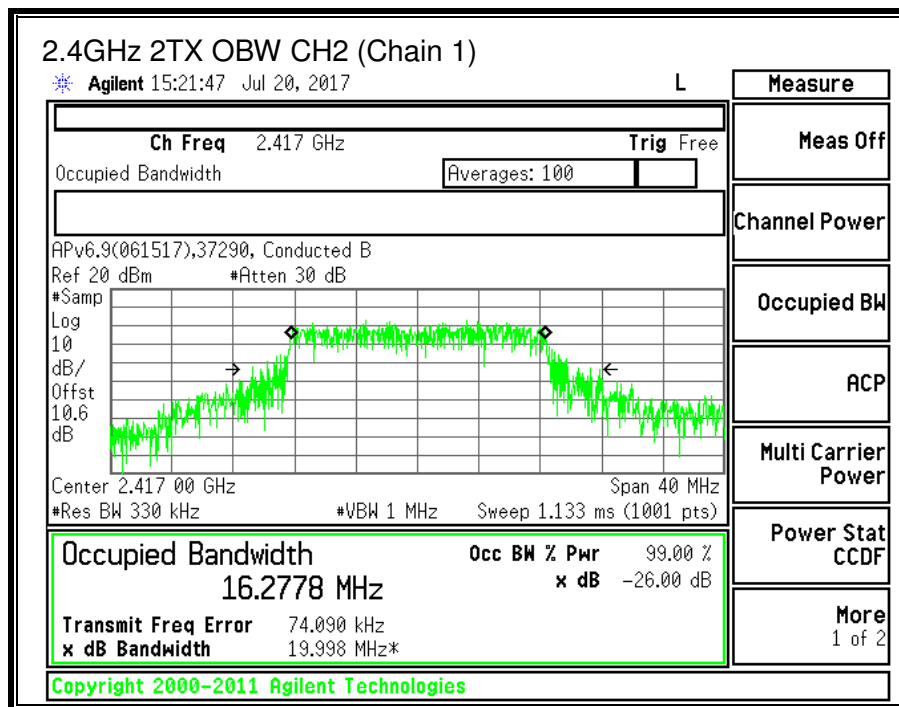 2.4GHz 2TX OBW CH2 (Chain 1)
Agilent 15:21:47 Jul 20, 2017 L
Measure
Ch Freq 2.417 GHz Trig Free
Meas Off
Occupied Bandwidth Averages: 100
Channel Power
APv6.9(061517),37290, Conducted B
Ref 20 dBm #Atten 30 dB
#Samp
Log
10
dB/
Offst
10.6
dB
Occupied BW
ACP
Multi Carrier
Power
Center 2.417 00 GHz Span 40 MHz
#Res BW 330 kHz #VBW 1 MHz Sweep 1.133 ms (1001 pts)
Power Stat
CCDF
Occupied Bandwidth Occ BW % Pwr 99.00 %
16.2778 MHz x dB -26.00 dB
Transmit Freq Error 74.090 kHz
x dB Bandwidth 19.998 MHz*
More
1 of 2
Copyright 2000-2011 Agilent Technologies